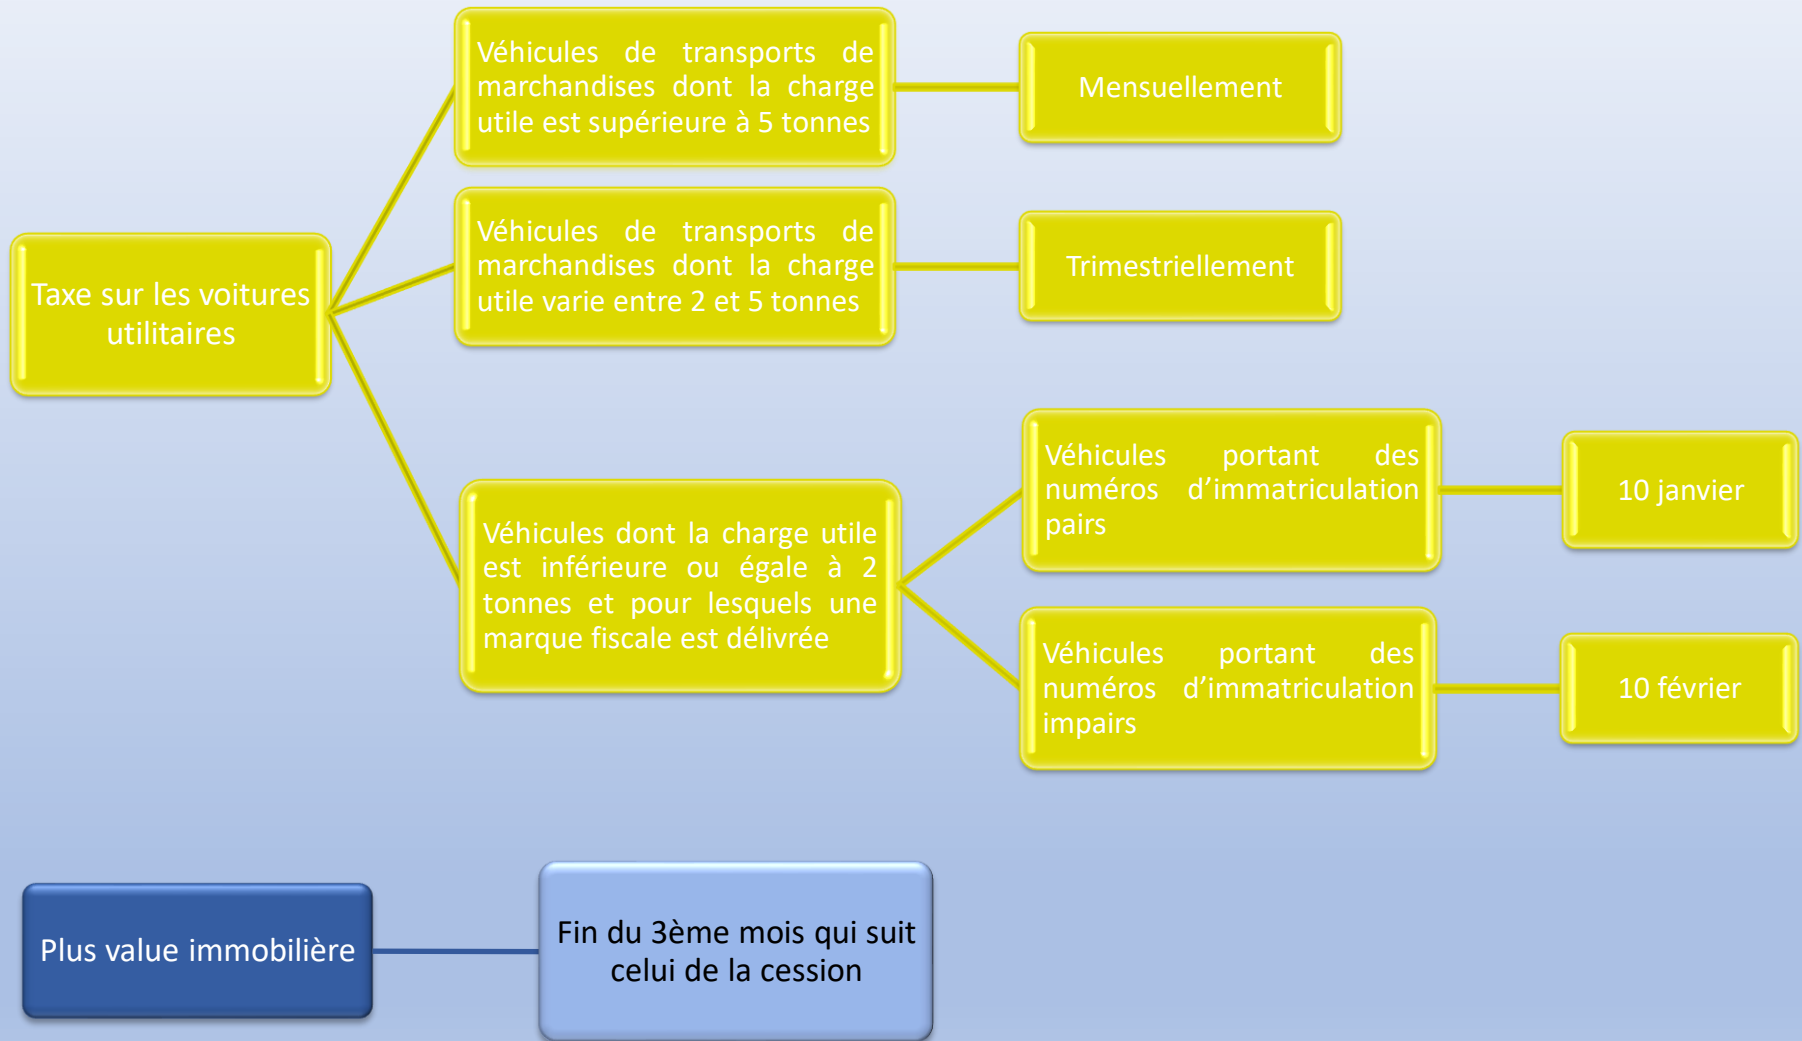 Véhicules de transports de
marchandises dont la charge
utile est supérieure à 5 tonnes
Mensuellement
Véhicules de transports de
marchandises dont la charge
utile varie entre 2 et 5 tonnes
Trimestriellement
Taxe sur les voitures
utilitaires
Véhicules dont la charge utile
est inférieure ou égale à 2
tonnes et pour lesquels une
marque fiscale est délivrée
Véhicules portant des
numéros d’immatriculation
pairs
10 janvier
Véhicules portant des
numéros d’immatriculation
impairs
10 février
Plus value immobilière
Fin du 3ème mois qui suit
celui de la cession